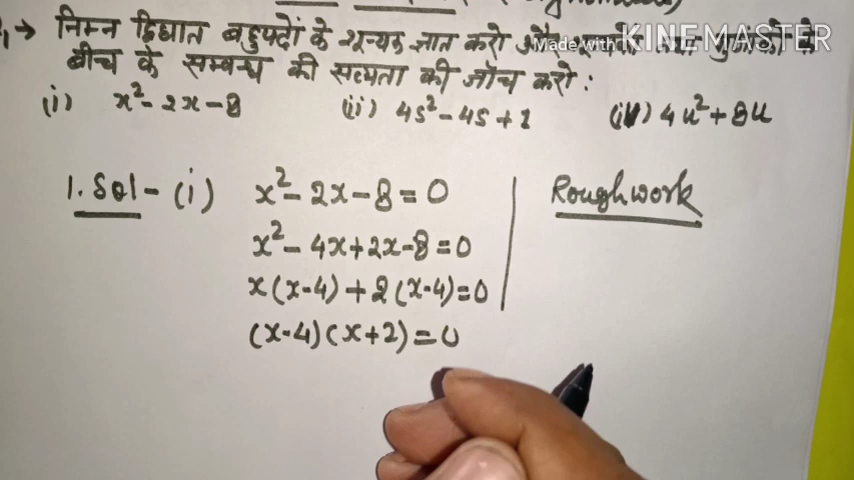 1 → निम्न द्विघात बहुपदों के शून्यक ज्ञात करो और गुणांकों के
Made with KINEMASTER
बीच के सम्बन्ध की सत्यता की जाँच करो :
(i) x² - 2x - 8 (ii) 4s² - 4s + 1 (iv) 4u² + 8u
1. Sol - (i) x² - 2x - 8 = 0 Roughwork
x² - 4x + 2x - 8 = 0
x(x-4) + 2(x-4) = 0
(x-4)(x+2) = 0